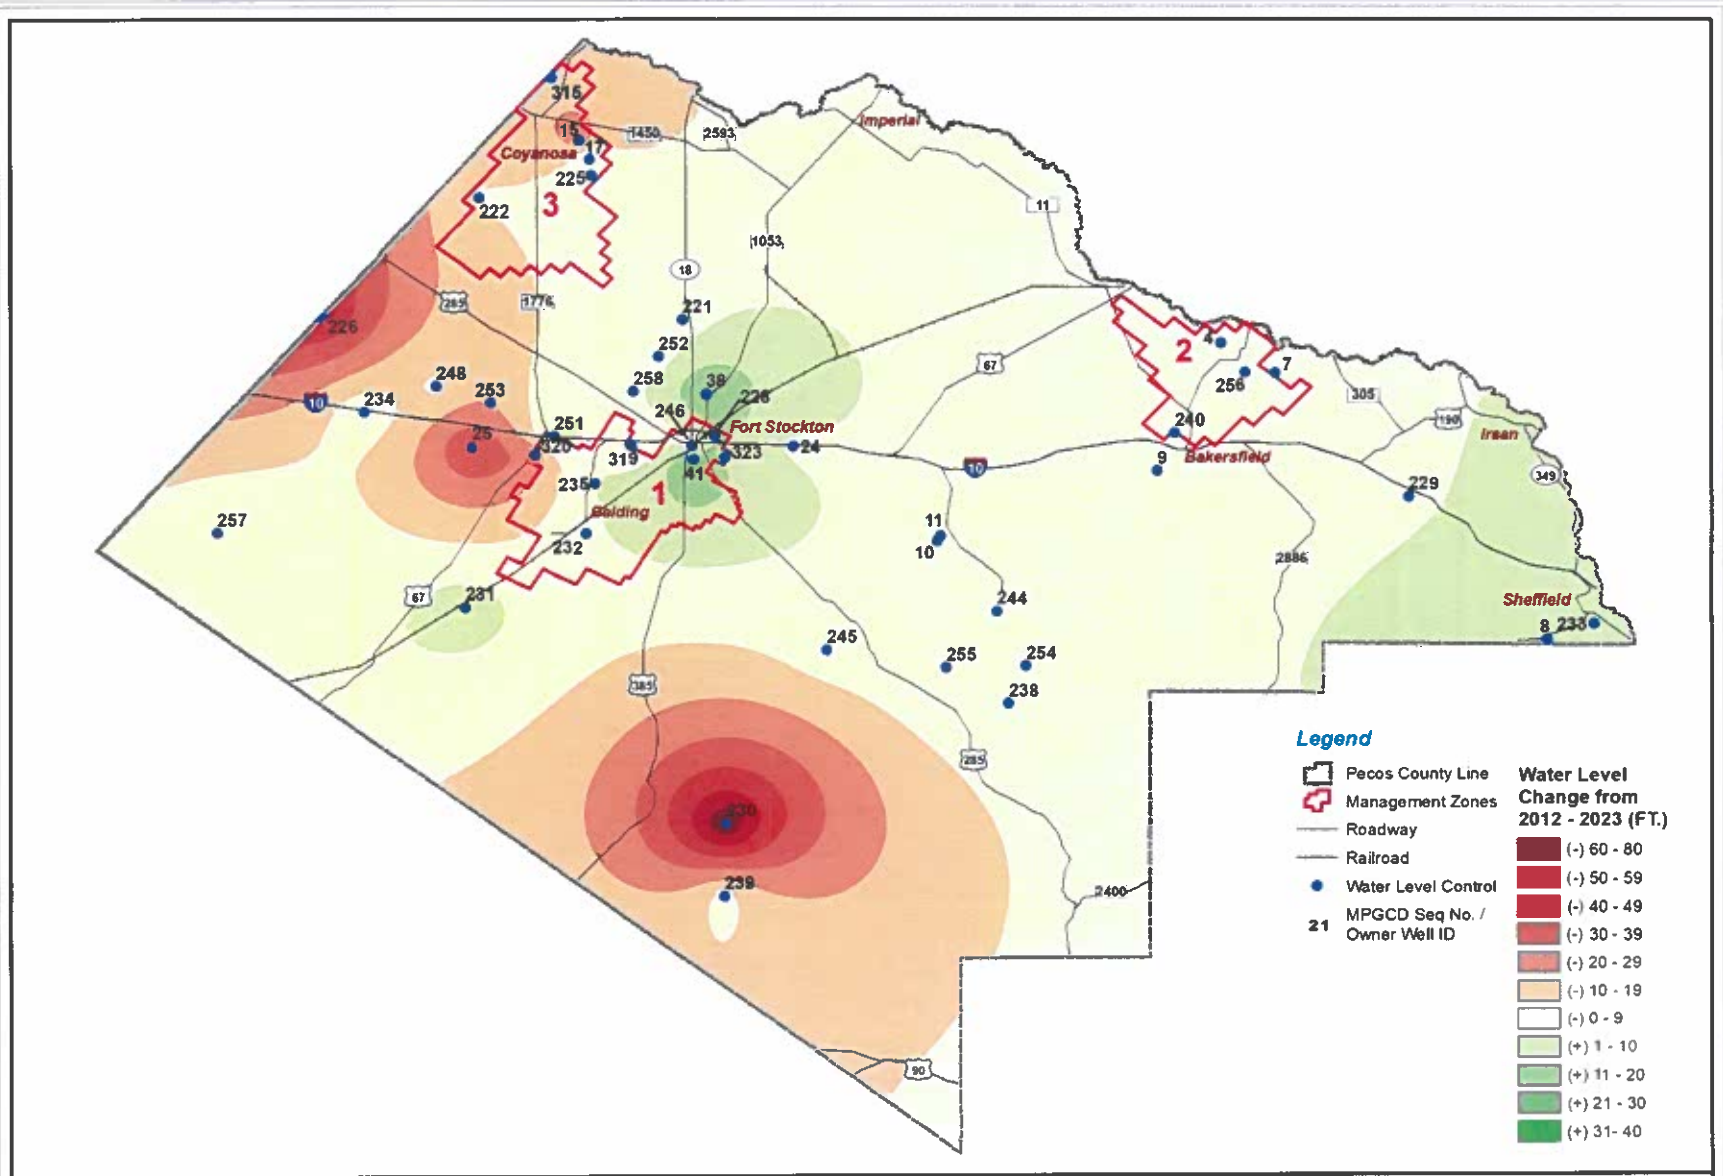 315
15
17
Coyanosa
1450
2593
Imperial
225
222
3
11
1053
18
285
1776
221
226
252
67
2
4
7
256
248
253
258
38
228
305
10
234
246
240
190
251
Fort Stockton
Iraan
25
320
319
41
323
24
Bakersfield
9
10
349
229
235
1
Belding
257
232
11
10
2886
67
231
244
Sheffield
8
233
245
255
254
385
238
285
230
239
2400
90
Legend
Pecos County Line
Management Zones
Roadway
Railroad
Water Level Control
21
MPGCD Seq No. /
Owner Well ID
Water Level
Change from
2012 - 2023 (FT.)
(-) 60 - 80
(-) 50 - 59
(-) 40 - 49
(-) 30 - 39
(-) 20 - 29
(-) 10 - 19
(-) 0 - 9
(+) 1 - 10
(+) 11 - 20
(+) 21 - 30
(+) 31- 40